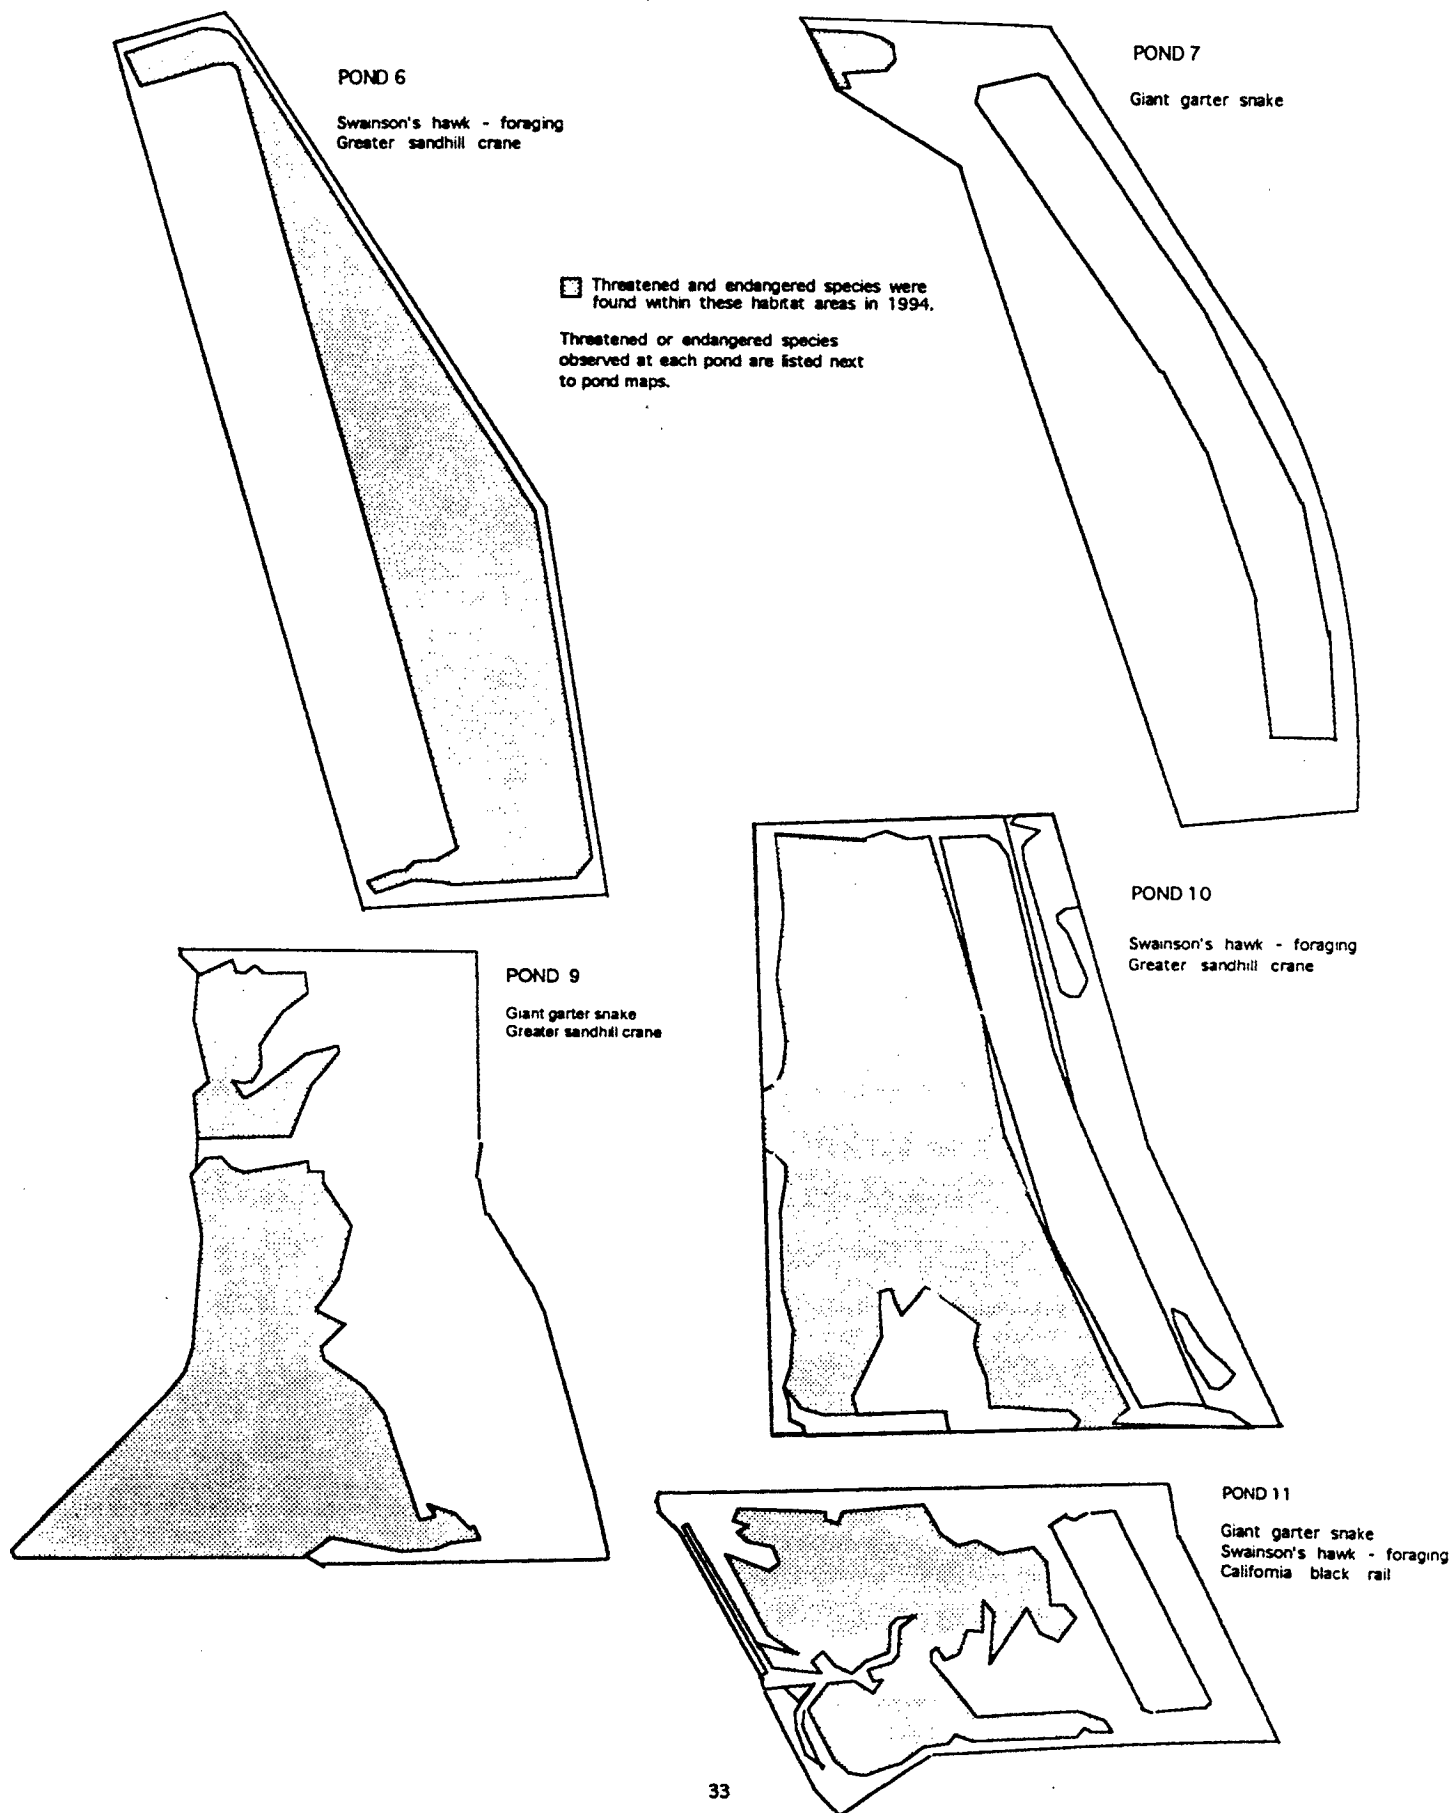 POND 6
Swainson's hawk - foraging
Greater sandhill crane
POND 7
Giant garter snake
Threatened and endangered species were
found within these habitat areas in 1994.
Threatened or endangered species
observed at each pond are listed next
to pond maps.
POND 9
Giant garter snake
Greater sandhill crane
POND 10
Swainson's hawk - foraging
Greater sandhill crane
POND 11
Giant garter snake
Swainson's hawk - foraging
California black rail
33